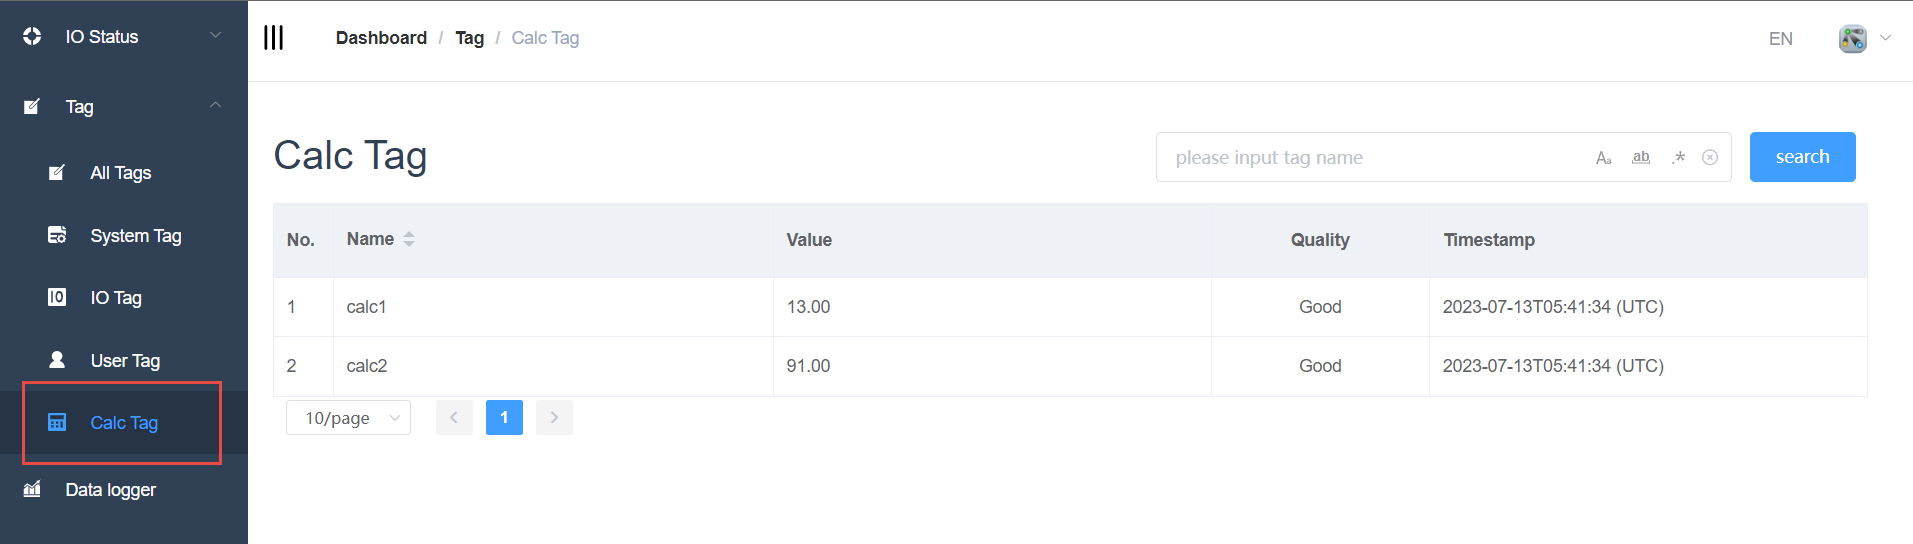 IO Status
Tag
All Tags
System Tag
IO Tag
User Tag
Calc Tag
Data logger
Dashboard / Tag / Calc Tag
EN
Calc Tag
please input tag name Aa ab .* search
No. Name Value Quality Timestamp
1 calc1 13.00 Good 2023-07-13T05:41:34 (UTC)
2 calc2 91.00 Good 2023-07-13T05:41:34 (UTC)
10/page < 1 >